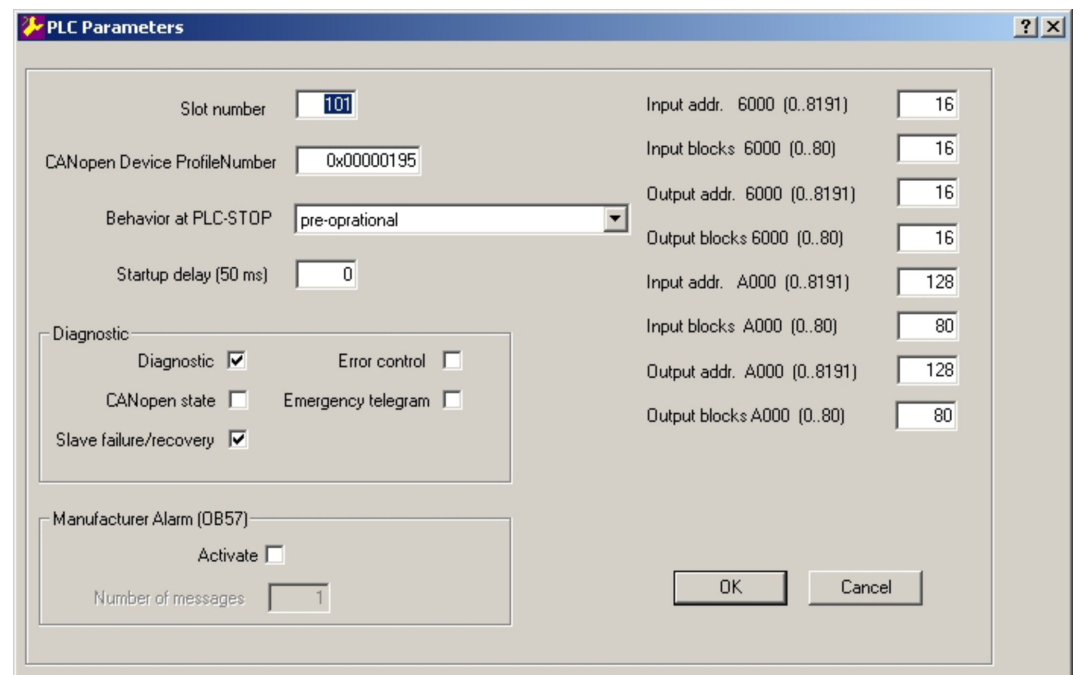 PLC Parameters
Slot number 101
CANopen Device ProfileNumber 0x00000195
Behavior at PLC-STOP pre-oprational
Startup delay (50 ms) 0
Diagnostic
Diagnostic Error control
CANopen state Emergency telegram
Slave failure/recovery
Manufacturer Alarm (OB57)
Activate
Number of messages 1
Input addr. 6000 (0..8191) 16
Input blocks 6000 (0..80) 16
Output addr. 6000 (0..8191) 16
Output blocks 6000 (0..80) 16
Input addr. A000 (0..8191) 128
Input blocks A000 (0..80) 80
Output addr. A000 (0..8191) 128
Output blocks A000 (0..80) 80
OK Cancel